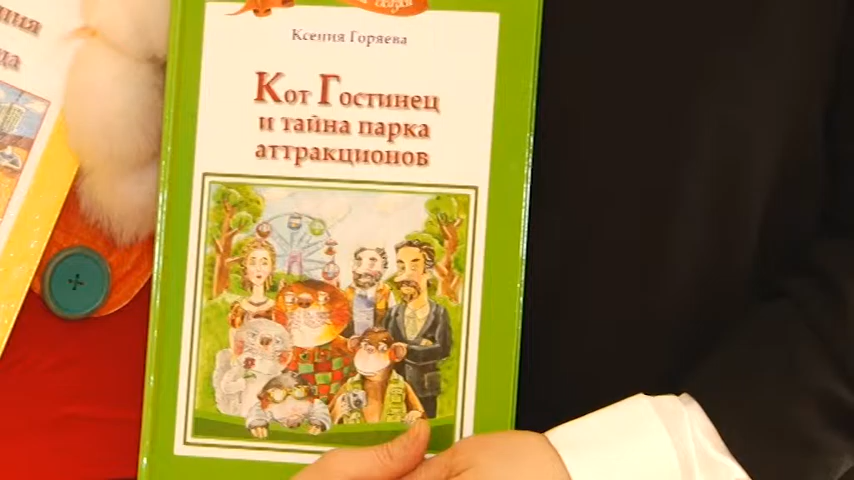 Ксения Горяева
Кот Гостинец
и тайна парка
аттракционов